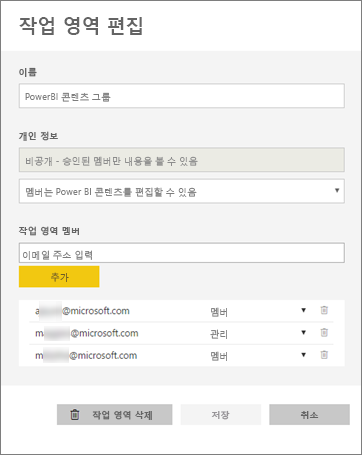 작업 영역 편집
이름
PowerBI 콘텐츠 그룹
개인 정보
비공개 - 승인된 멤버만 내용을 볼 수 있음
멤버는 Power BI 콘텐츠를 편집할 수 있음
작업 영역 멤버
이메일 주소 입력
추가
a @microsoft.com 멤버
m @microsoft.com 관리
m @microsoft.com 멤버
작업 영역 삭제 저장 취소